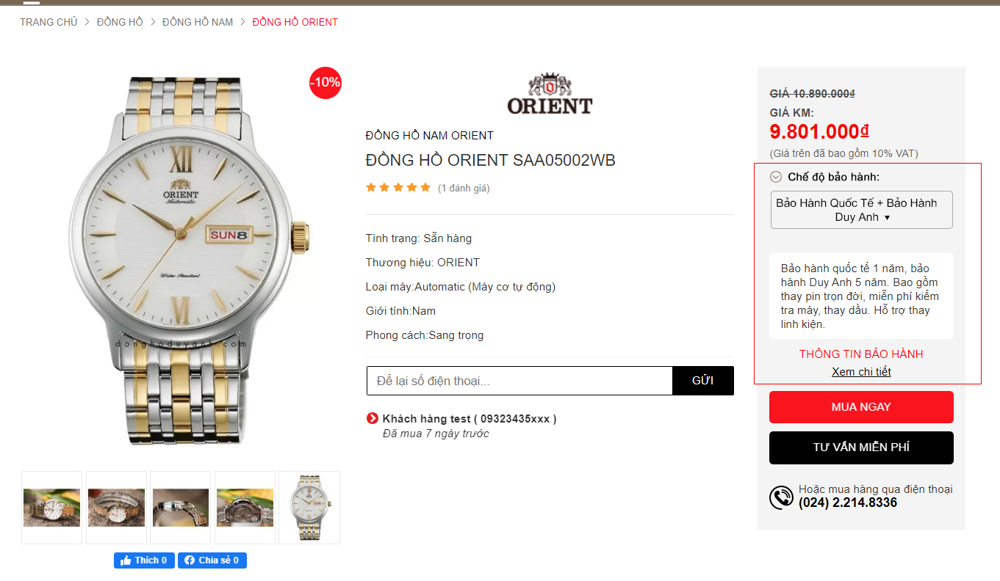 TRANG CHỦ > ĐỒNG HỒ > ĐỒNG HỒ NAM > ĐỒNG HỒ ORIENT
-10%
XII
ORIENT
Automatic
SUN 8
Water Resistant
VI
donghoduyanh.com
Thích 0
Chia sẻ 0
ORIENT
ĐỒNG HỒ NAM ORIENT
ĐỒNG HỒ ORIENT SAA05002WB
(1 đánh giá)
Tình trạng: Sẵn hàng
Thương hiệu: ORIENT
Loại máy:Automatic (Máy cơ tự động)
Giới tính:Nam
Phong cách:Sang trọng
Để lại số điện thoại...
GỬI
Khách hàng test ( 09323435xxx )
Đã mua 7 ngày trước
GIÁ 10.890.000₫
GIÁ KM:
9.801.000₫
(Giá trên đã bao gồm 10% VAT)
Chế độ bảo hành:
Bảo Hành Quốc Tế + Bảo Hành
Duy Anh ▼
Bảo hành quốc tế 1 năm, bảo
hành Duy Anh 5 năm. Bao gồm
thay pin trọn đời, miễn phí kiểm
tra máy, thay dầu. Hỗ trợ thay
linh kiện.
THÔNG TIN BẢO HÀNH
Xem chi tiết
MUA NGAY
TƯ VẤN MIỄN PHÍ
Hoặc mua hàng qua điện thoại
(024) 2.214.8336